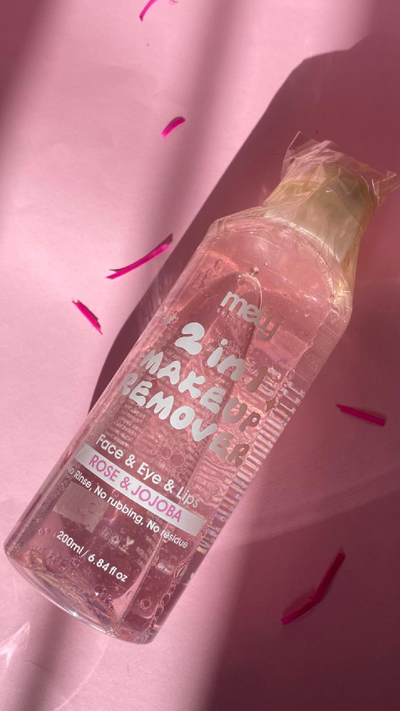 mely
2 in 1
MAKEUP
REMOVER
Face & Eye & Lips
ROSE & JOJOBA
No Rinse, No rubbing, No residue
200ml / 6.84 fl oz